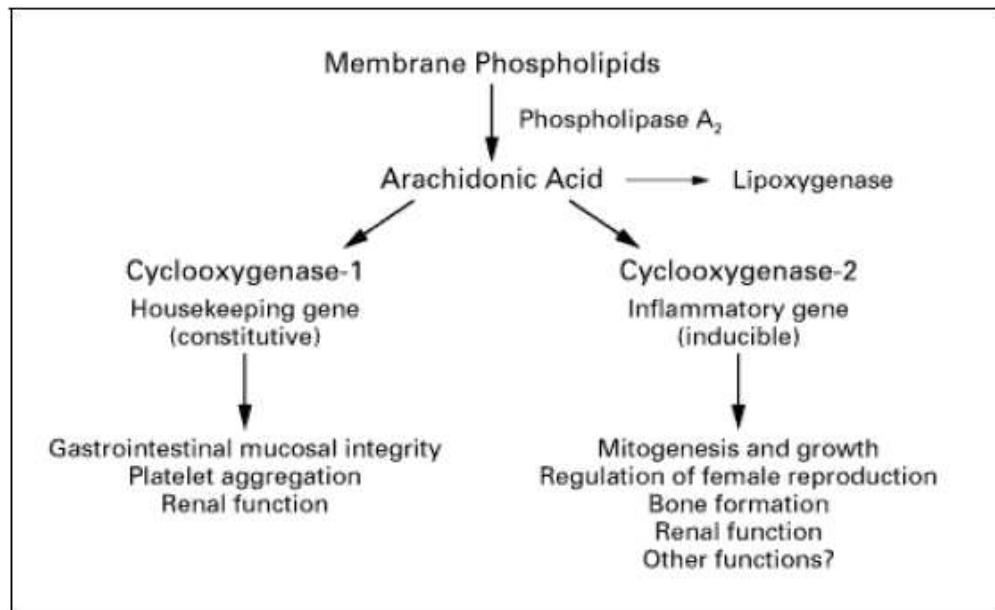 Membrane Phospholipids
Phospholipase A₂
Arachidonic Acid
Lipoxygenase
Cyclooxygenase-1
Housekeeping gene
(constitutive)
Cyclooxygenase-2
Inflammatory gene
(inducible)
Gastrointestinal mucosal integrity
Platelet aggregation
Renal function
Mitogenesis and growth
Regulation of female reproduction
Bone formation
Renal function
Other functions?